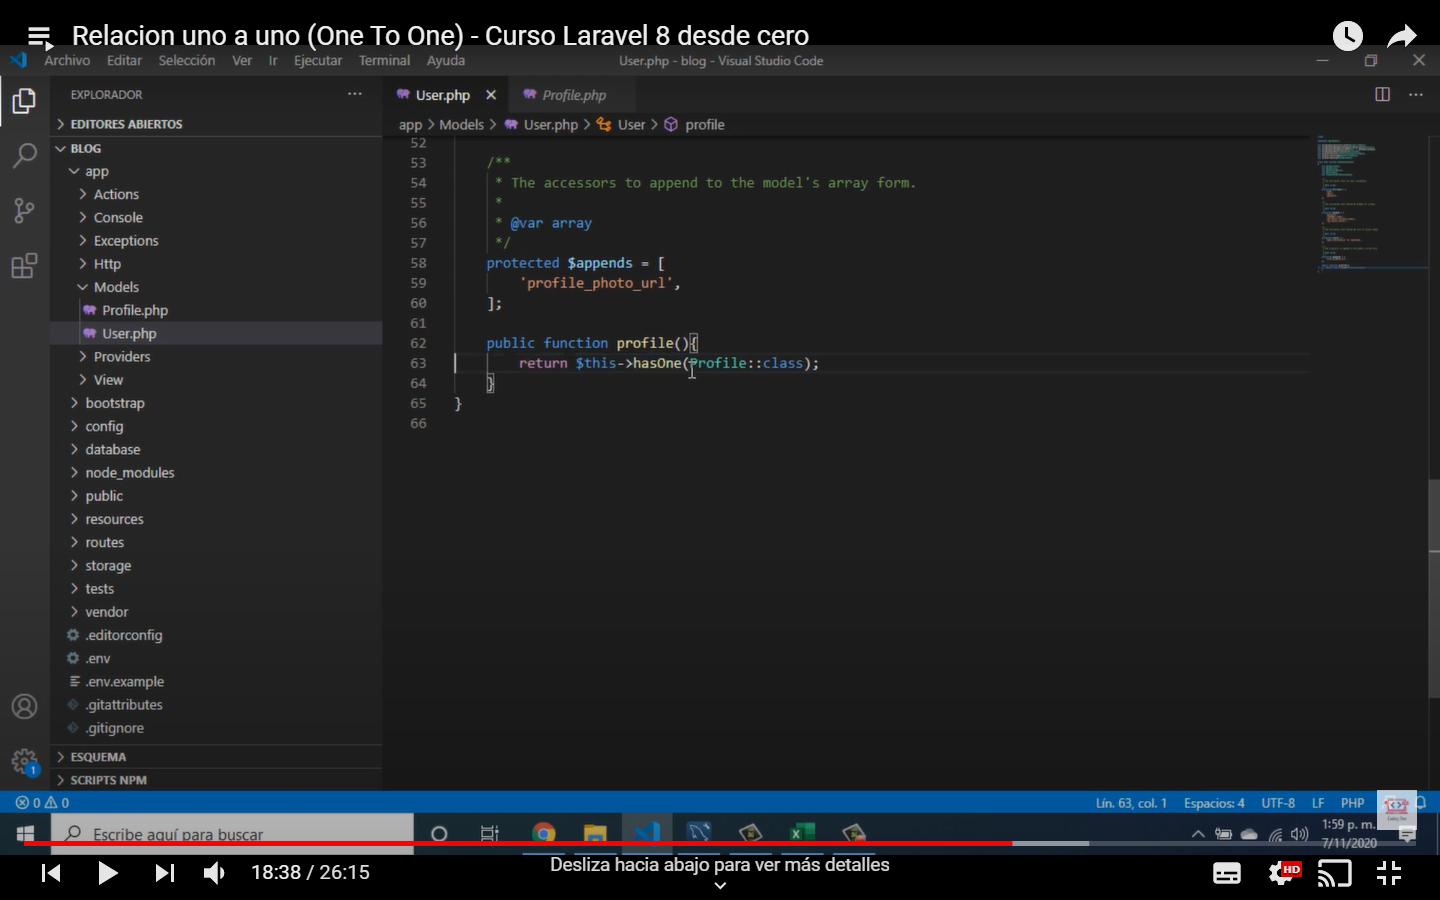 Relacion uno a uno (One To One) - Curso Laravel 8 desde cero
Archivo Editar Selección Ver Ir Ejecutar Terminal Ayuda
User.php - blog - Visual Studio Code
EXPLORADOR
EDITORES ABIERTOS
BLOG
app
Actions
Console
Exceptions
Http
Models
Profile.php
User.php
Providers
View
bootstrap
config
database
node_modules
public
resources
routes
storage
tests
vendor
.editorconfig
.env
.env.example
.gitattributes
.gitignore
ESQUEMA
SCRIPTS NPM
User.php Profile.php
app > Models > User.php > User > profile
52
53 /**
54 * The accessors to append to the model's array form.
55 *
56 * @var array
57 */
58 protected $appends = [
59 'profile_photo_url',
60 ];
61
62 public function profile(){
63 return $this->hasOne(Profile::class);
64 }
65 }
66
1
0 0
Lín. 63, col. 1 Espacios: 4 UTF-8 LF PHP
Escribe aquí para buscar
1:59 p. m.
7/11/2020
18:38 / 26:15
Desliza hacia abajo para ver más detalles
HD